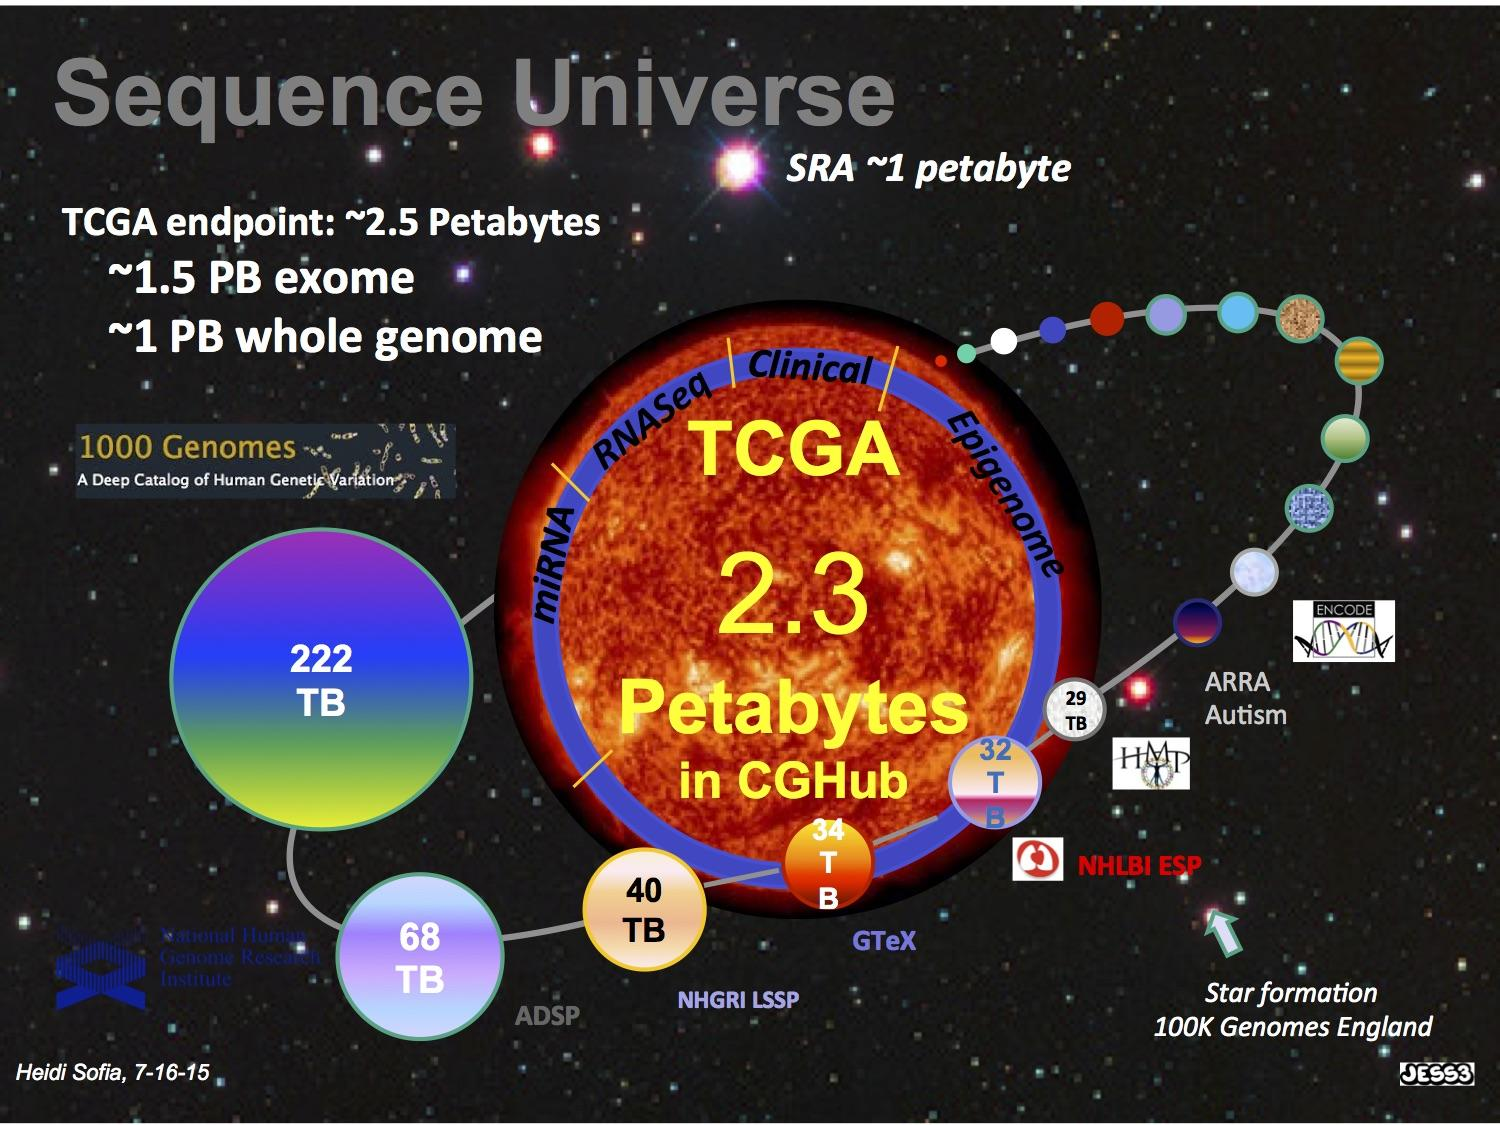 Sequence Universe
SRA ~1 petabyte
TCGA endpoint: ~2.5 Petabytes
~1.5 PB exome
~1 PB whole genome
1000 Genomes
A Deep Catalog of Human Genetic Variation
miRNA
RNASeq
Clinical
Epigenome
TCGA
2.3
Petabytes
in CGHub
222
TB
68
TB
ADSP
40
TB
NHGRI LSSP
34
T
B
GTeX
32
T
B
NHLBI ESP
29
TB
HMP
ARRA
Autism
ENCODE
National Human
Genome Research
Institute
Star formation
100K Genomes England
Heidi Sofia, 7-16-15
JESS3